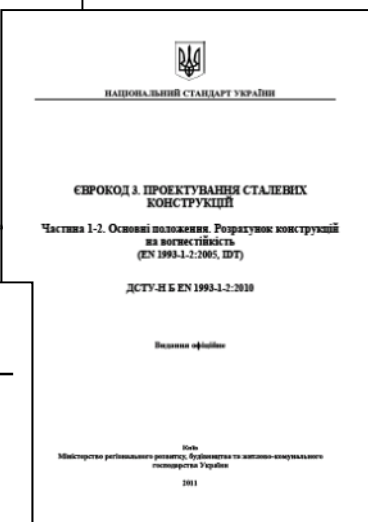 НАЦІОНАЛЬНИЙ СТАНДАРТ УКРАЇНИ
ЄВРОКОД 3. ПРОЕКТУВАННЯ СТАЛЕВИХ
КОНСТРУКЦІЙ
Частина 1-2. Основні положення. Розрахунок конструкцій
на вогнестійкість
(EN 1993-1-2:2005, IDT)
ДСТУ-Н Б EN 1993-1-2:2010
Видання офіційне
Київ
Міністерство регіонального розвитку, будівництва та житлово-комунального
господарства України
2011